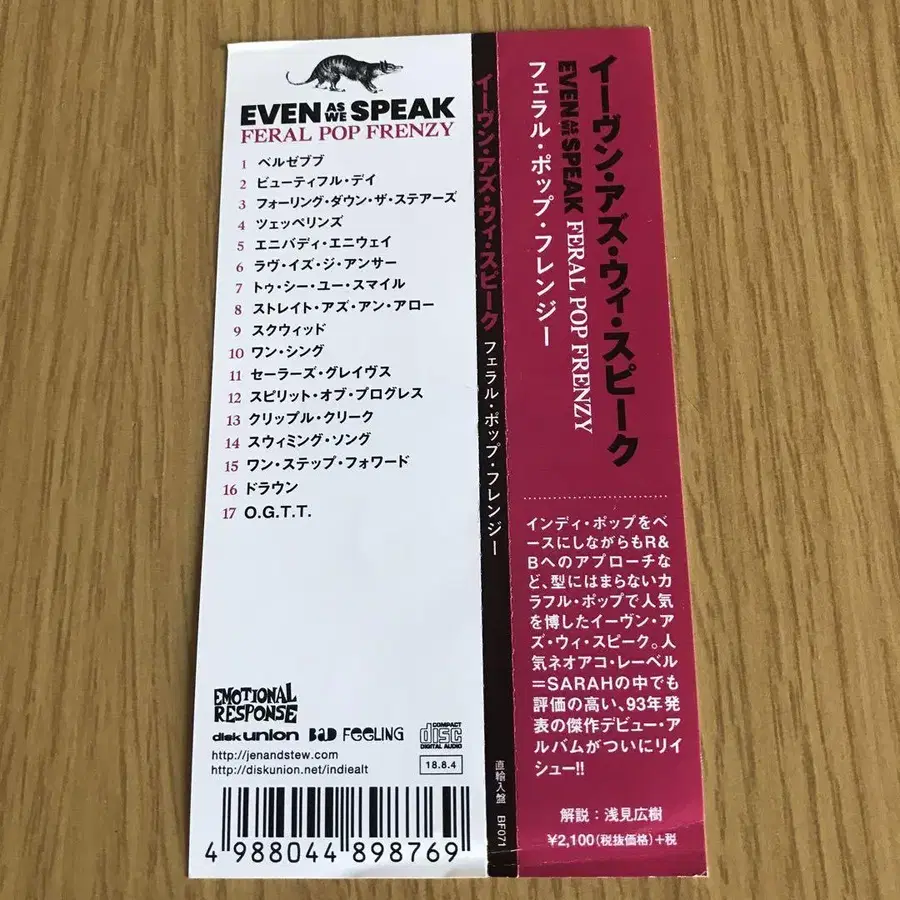 EVEN AS WE SPEAK
FERAL POP FRENZY
1 ベルゼブブ
2 ビューティフル・デイ
3 フォーリング・ダウン・ザ・ステアーズ
4 ツェッペリンズ
5 エニバディ・エニウェイ
6 ラヴ・イズ・ジ・アンサー
7 トゥ・シー・ユー・スマイル
8 ストレイト・アズ・アン・アロー
9 スクウィッド
10 ワン・シング
11 セーラーズ・グレイヴス
12 スピリット・オブ・プログレス
13 クリップル・クリーク
14 スウィミング・ソング
15 ワン・ステップ・フォワード
16 ドラウン
17 O.G.T.T.
EMOTIONAL
RESPONSE
diskunion BAD FEELING COMPACT disc DIGITAL AUDIO
http://jenandstew.com
http://diskunion.net/indiealt
18.8.4
4 988044 898769
イーヴン・アズ・ウィ・スピーク フェラル・ポップ・フレンジー 直輸入盤 BF071
イーヴン・アズ・ウィ・スピーク
EVEN AS WE SPEAK FERAL POP FRENZY
フェラル・ポップ・フレンジー
インディ・ポップをベ
ースにしながらもR&
Bへのアプローチな
ど、型にはまらないカ
ラフル・ポップで人気
を博したイーヴン・ア
ズ・ウィ・スピーク。人
気ネオアコ・レーベル
=SARAHの中でも
評価の高い、93年発
表の傑作デビュー・ア
ルバムがついにリイ
シュー!!
解説：浅見広樹
¥2,100(税抜価格)+税